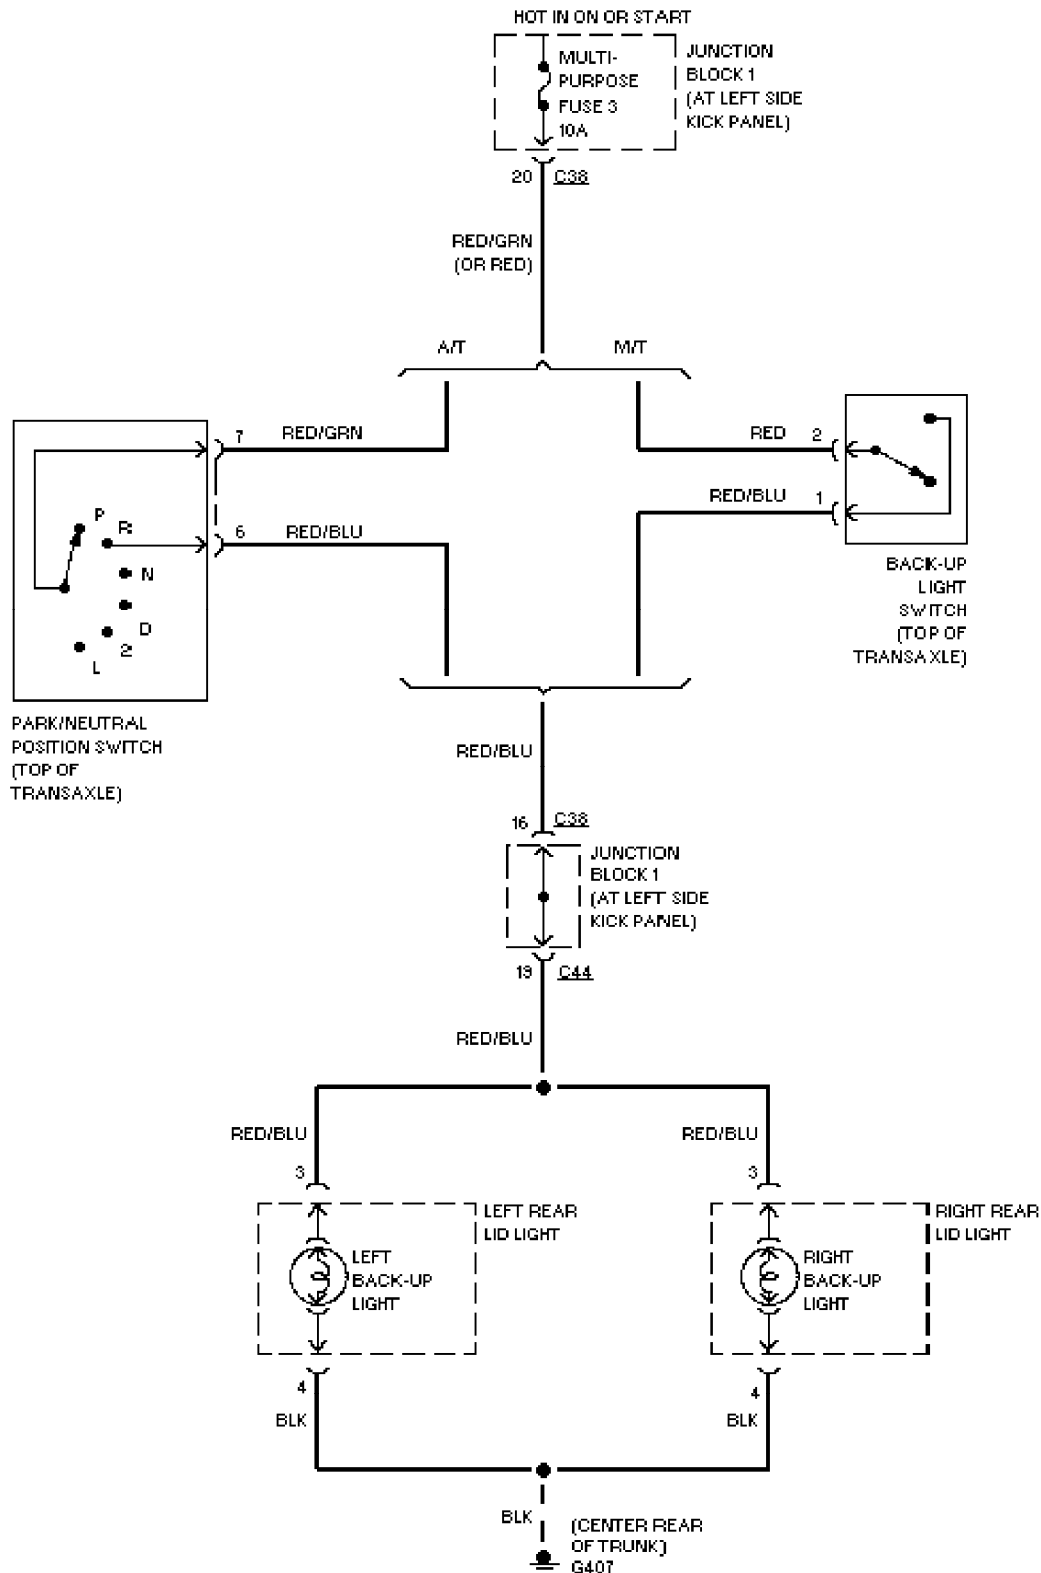 HOT IN ON OR START
MULTI-
PURPOSE
FUSE 3
10A
JUNCTION
BLOCK 1
(AT LEFT SIDE
KICK PANEL)
20 C38
RED/GRN
(OR RED)
A/T M/T
7 RED/GRN
RED 2
RED/BLU 1
6 RED/BLU
P
R
N
D
2
L
BACK-UP
LIGHT
SWITCH
(TOP OF
TRANSAXLE)
PARK/NEUTRAL
POSITION SWITCH
(TOP OF
TRANSAXLE)
RED/BLU
16 C38
JUNCTION
BLOCK 1
(AT LEFT SIDE
KICK PANEL)
19 C44
RED/BLU
RED/BLU
3
LEFT REAR
LID LIGHT
LEFT
BACK-UP
LIGHT
4
BLK
RED/BLU
3
RIGHT REAR
LID LIGHT
RIGHT
BACK-UP
LIGHT
4
BLK
BLK
(CENTER REAR
OF TRUNK)
G407